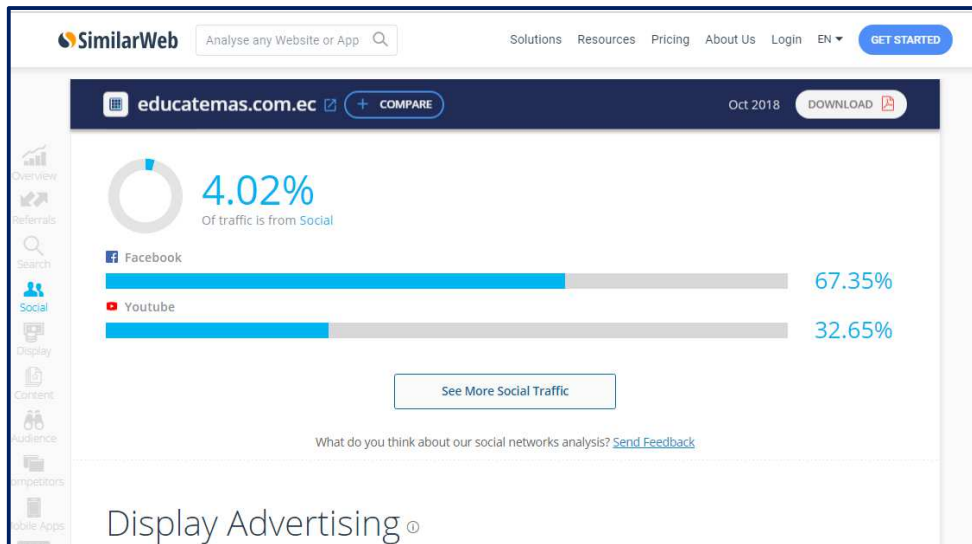 SimilarWeb Analyse any Website or App Solutions Resources Pricing About Us Login EN GET STARTED
educatemas.com.ec + COMPARE Oct 2018 DOWNLOAD
Overview
Referrals
Search
Social
Display
Content
Audience
ompetitors
obile Apps
4.02%
Of traffic is from Social
Facebook
67.35%
Youtube
32.65%
See More Social Traffic
What do you think about our social networks analysis? Send Feedback
Display Advertising